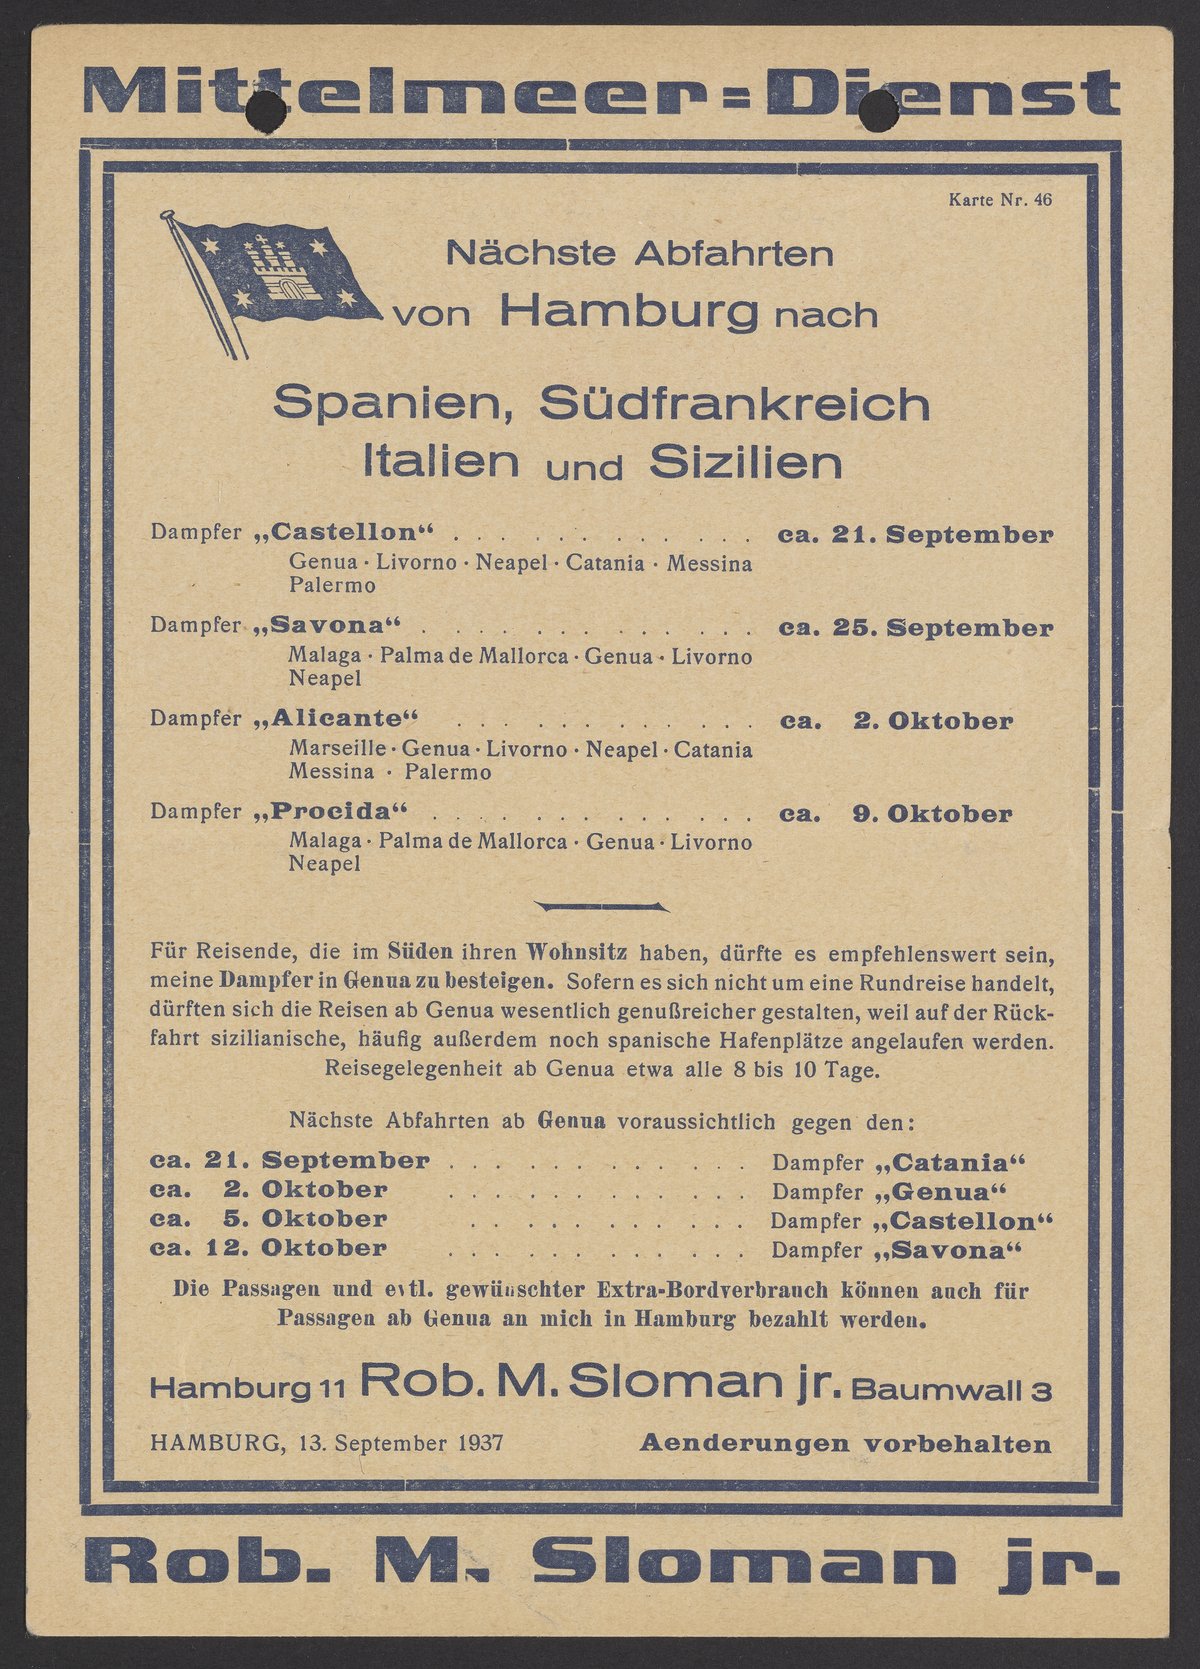 Mittelmeer=Dienst
Karte Nr. 46
Nächste Abfahrten
von Hamburg nach
Spanien, Südfrankreich
Italien und Sizilien
Dampfer „Castellon“ . . . . . . . . . . . ca. 21. September
Genua · Livorno · Neapel · Catania · Messina
Palermo
Dampfer „Savona“ . . . . . . . . . . . ca. 25. September
Malaga · Palma de Mallorca · Genua · Livorno
Neapel
Dampfer „Alicante“ . . . . . . . . . . ca. 2. Oktober
Marseille · Genua · Livorno · Neapel · Catania
Messina · Palermo
Dampfer „Procida“ . . . . . . . . . . . ca. 9. Oktober
Malaga · Palma de Mallorca · Genua · Livorno
Neapel
Für Reisende, die im Süden ihren Wohnsitz haben, dürfte es empfehlenswert sein,
meine Dampfer in Genua zu besteigen. Sofern es sich nicht um eine Rundreise handelt,
dürften sich die Reisen ab Genua wesentlich genußreicher gestalten, weil auf der Rück-
fahrt sizilianische, häufig außerdem noch spanische Hafenplätze angelaufen werden.
Reisegelegenheit ab Genua etwa alle 8 bis 10 Tage.
Nächste Abfahrten ab Genua voraussichtlich gegen den:
ca. 21. September . . . . . . . . . . . Dampfer „Catania“
ca. 2. Oktober . . . . . . . . . . . Dampfer „Genua“
ca. 5. Oktober . . . . . . . . . . Dampfer „Castellon“
ca. 12. Oktober . . . . . . . . . . . Dampfer „Savona“
Die Passagen und evtl. gewünschter Extra-Bordverbrauch können auch für
Passagen ab Genua an mich in Hamburg bezahlt werden.
Hamburg 11 Rob. M. Sloman jr. Baumwall 3
HAMBURG, 13. September 1937 Aenderungen vorbehalten
Rob. M. Sloman jr.